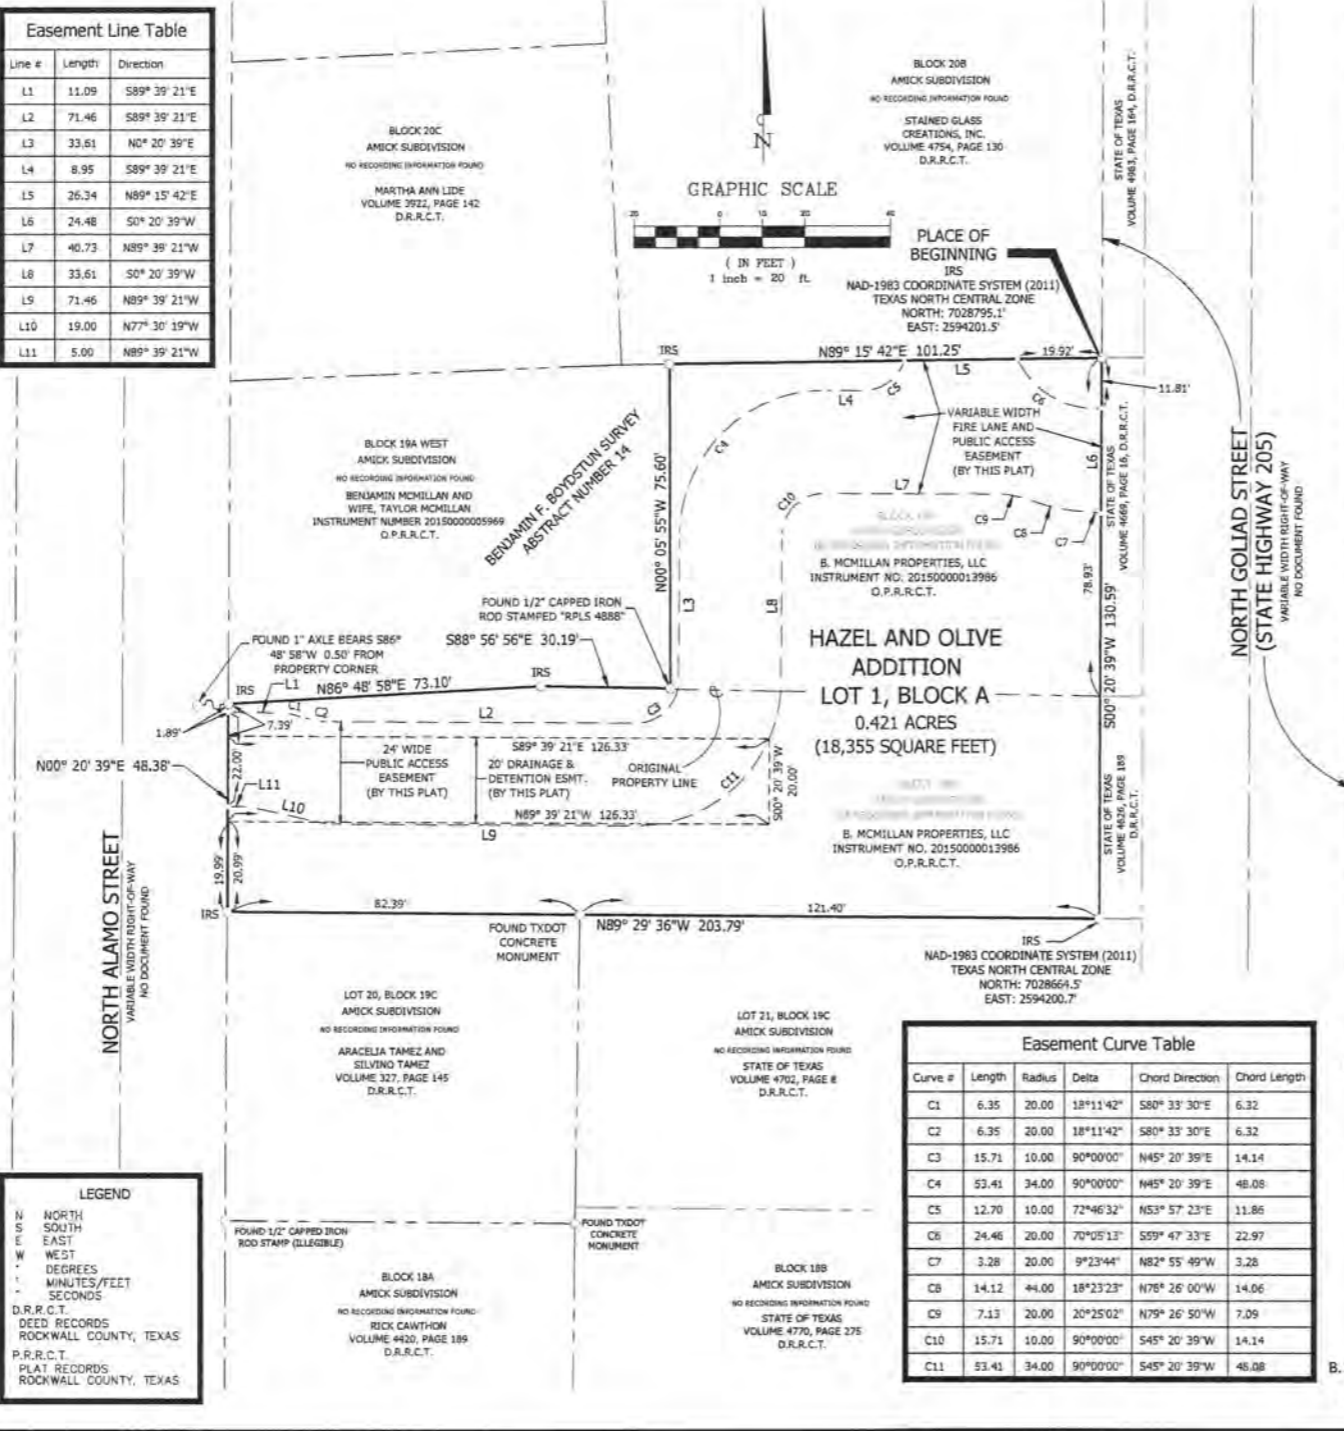 Easement Line Table
Line # Length Direction
L1 11.09 S89° 39' 21"E
L2 71.46 S89° 39' 21"E
L3 33.61 N0° 20' 39"E
L4 8.95 S89° 39' 21"E
L5 26.34 N89° 15' 42"E
L6 24.48 S0° 20' 39"W
L7 40.73 N89° 39' 21"W
L8 33.61 S0° 20' 39"W
L9 71.46 N89° 39' 21"W
L10 19.00 N77° 30' 19"W
L11 5.00 N89° 39' 21"W
BLOCK 20C
AMICK SUBDIVISION
NO RECORDING INFORMATION FOUND
MARTHA ANN LIDE
VOLUME 3922, PAGE 142
D.R.R.C.T.
N
GRAPHIC SCALE
20 0 10 20 40
( IN FEET )
1 inch = 20 ft.
BLOCK 20B
AMICK SUBDIVISION
NO RECORDING INFORMATION FOUND
STAINED GLASS
CREATIONS, INC.
VOLUME 4754, PAGE 130
D.R.R.C.T.
STATE OF TEXAS
VOLUME 4983, PAGE 164, D.R.R.C.T.
PLACE OF
BEGINNING
IRS
NAD-1983 COORDINATE SYSTEM (2011)
TEXAS NORTH CENTRAL ZONE
NORTH: 7028795.1'
EAST: 2594201.5'
IRS
N89° 15' 42"E 101.25'
L5
19.92'
11.81'
L4
C5
C6
C4
VARIABLE WIDTH
FIRE LANE AND
PUBLIC ACCESS
EASEMENT
(BY THIS PLAT)
L6
STATE OF TEXAS
VOLUME 4669, PAGE 16, D.R.R.C.T.
NORTH GOLIAD STREET
(STATE HIGHWAY 205)
VARIABLE WIDTH RIGHT-OF-WAY
NO DOCUMENT FOUND
BLOCK 19A WEST
AMICK SUBDIVISION
NO RECORDING INFORMATION FOUND
BENJAMIN MCMILLAN AND
WIFE, TAYLOR MCMILLAN
INSTRUMENT NUMBER 20150000005969
O.P.R.R.C.T.
BENJAMIN F. BOYDSTUN SURVEY
ABSTRACT NUMBER 14
N00° 05' 55"W 75.60'
L7
C10
C9
C8
C7
B. MCMILLAN PROPERTIES, LLC
INSTRUMENT NO. 20150000013986
O.P.R.R.C.T.
78.93'
S00° 20' 39"W 130.59'
FOUND 1/2" CAPPED IRON
ROD STAMPED "RPLS 4888"
L3
L8
HAZEL AND OLIVE
ADDITION
LOT 1, BLOCK A
0.421 ACRES
(18,355 SQUARE FEET)
FOUND 1" AXLE BEARS S86°
48' 58"W 0.50' FROM
PROPERTY CORNER
S88° 56' 56"E 30.19'
IRS
IRS
L1
N86° 48' 58"E 73.10'
C1
C2
L2
C3
1.89'
7.39'
N00° 20' 39"E 48.38'
22.00'
L11
L10
24' WIDE
PUBLIC ACCESS
EASEMENT
(BY THIS PLAT)
S89° 39' 21"E 126.33'
20' DRAINAGE &
DETENTION ESMT.
(BY THIS PLAT)
N89° 39' 21"W 126.33'
L9
ORIGINAL
PROPERTY LINE
C11
S00° 20' 39"W
20.00'
B. MCMILLAN PROPERTIES, LLC
INSTRUMENT NO. 20150000013986
O.P.R.R.C.T.
STATE OF TEXAS
VOLUME 4626, PAGE 189
D.R.R.C.T.
NORTH ALAMO STREET
VARIABLE WIDTH RIGHT-OF-WAY
NO DOCUMENT FOUND
19.99'
20.99'
IRS
82.39'
121.40'
FOUND TXDOT
CONCRETE
MONUMENT
N89° 29' 36"W 203.79'
IRS
NAD-1983 COORDINATE SYSTEM (2011)
TEXAS NORTH CENTRAL ZONE
NORTH: 7028664.5'
EAST: 2594200.7'
LOT 20, BLOCK 19C
AMICK SUBDIVISION
NO RECORDING INFORMATION FOUND
ARACELIA TAMEZ AND
SILVINO TAMEZ
VOLUME 327, PAGE 145
D.R.R.C.T.
LOT 21, BLOCK 19C
AMICK SUBDIVISION
NO RECORDING INFORMATION FOUND
STATE OF TEXAS
VOLUME 4702, PAGE 8
D.R.R.C.T.
Easement Curve Table
Curve # Length Radius Delta Chord Direction Chord Length
C1 6.35 20.00 18°11'42" S80° 33' 30"E 6.32
C2 6.35 20.00 18°11'42" S80° 33' 30"E 6.32
C3 15.71 10.00 90°00'00" N45° 20' 39"E 14.14
C4 53.41 34.00 90°00'00" N45° 20' 39"E 48.08
C5 12.70 10.00 72°46'32" N53° 57' 23"E 11.86
C6 24.46 20.00 70°05'13" S59° 47' 33"E 22.97
C7 3.28 20.00 9°23'44" N82° 55' 49"W 3.28
C8 14.12 44.00 18°23'23" N78° 26' 00"W 14.06
C9 7.13 20.00 20°25'02" N79° 26' 50"W 7.09
C10 15.71 10.00 90°00'00" S45° 20' 39"W 14.14
C11 53.41 34.00 90°00'00" S45° 20' 39"W 48.08
B.
LEGEND
N NORTH
S SOUTH
E EAST
W WEST
° DEGREES
' MINUTES/FEET
" SECONDS
D.R.R.C.T.
DEED RECORDS
ROCKWALL COUNTY, TEXAS
P.R.R.C.T.
PLAT RECORDS
ROCKWALL COUNTY, TEXAS
FOUND 1/2" CAPPED IRON
ROD STAMP (ILLEGIBLE)
FOUND TXDOT
CONCRETE
MONUMENT
BLOCK 18A
AMICK SUBDIVISION
NO RECORDING INFORMATION FOUND
RICK CAWTHON
VOLUME 4420, PAGE 189
D.R.R.C.T.
BLOCK 18B
AMICK SUBDIVISION
NO RECORDING INFORMATION FOUND
STATE OF TEXAS
VOLUME 4770, PAGE 275
D.R.R.C.T.